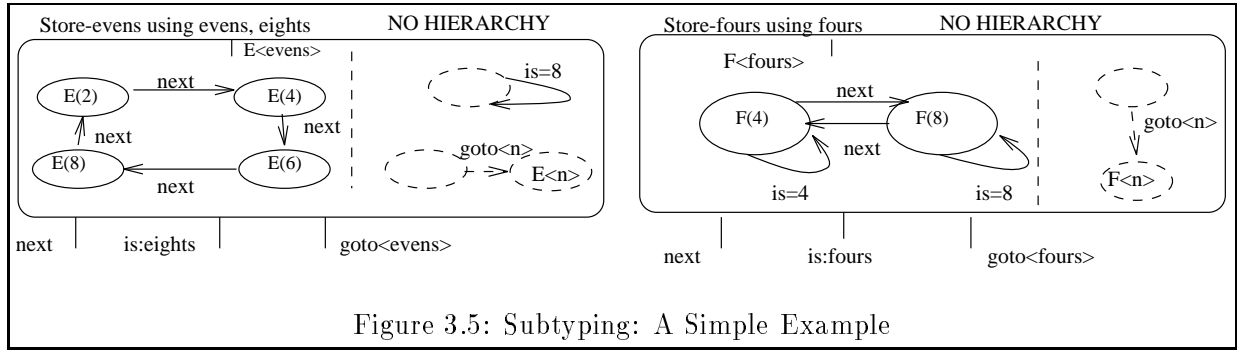 Store-evens using evens, eights
NO HIERARCHY
E<evens>
E(2)
next
E(4)
next
next
E(8)
E(6)
next
is=8
goto<n>
E<n>
next
is:eights
goto<evens>
Store-fours using fours
NO HIERARCHY
F<fours>
F(4)
next
F(8)
next
is=4
is=8
goto<n>
F<n>
next
is:fours
goto<fours>
Figure 3.5: Subtyping: A Simple Example